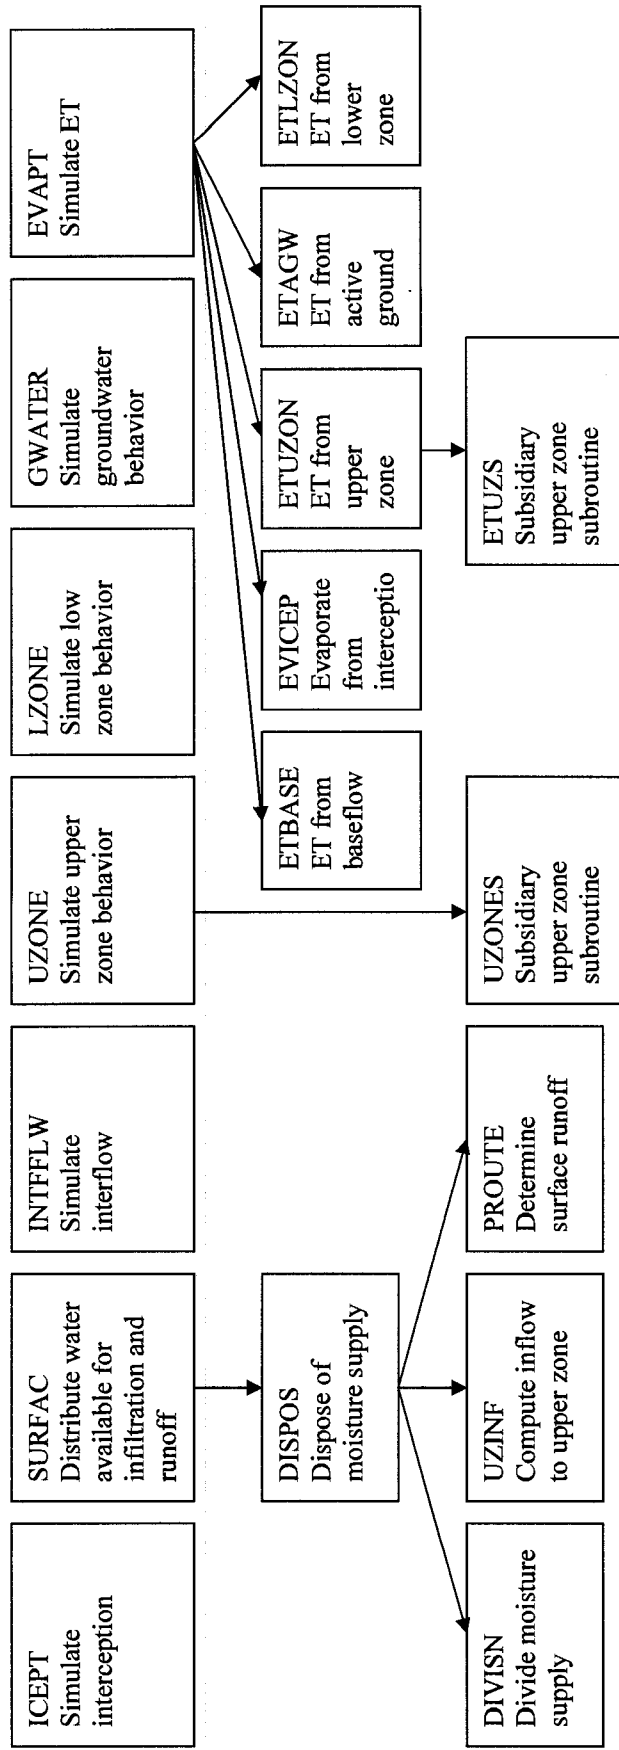 ICEPT
Simulate
interception
SURFAC
Distribute water
available for
infiltration and
runoff
INTFFLW
Simulate
interflow
UZONE
Simulate upper
zone behavior
LZONE
Simulate low
zone behavior
GWATER
Simulate
groundwater
behavior
EVAPT
Simulate ET
DISPOS
Dispose of
moisture supply
ETBASE
ET from
baseflow
EVICEP
Evaporate
from
interceptio
ETUZON
ET from
upper
zone
ETAGW
ET from
active
ground
ETLZON
ET from
lower
zone
DIVISN
Divide moisture
supply
UZINF
Compute inflow
to upper zone
PROUTE
Determine
surface runoff
UZONES
Subsidiary
upper zone
subroutine
ETUZS
Subsidiary
upper zone
subroutine